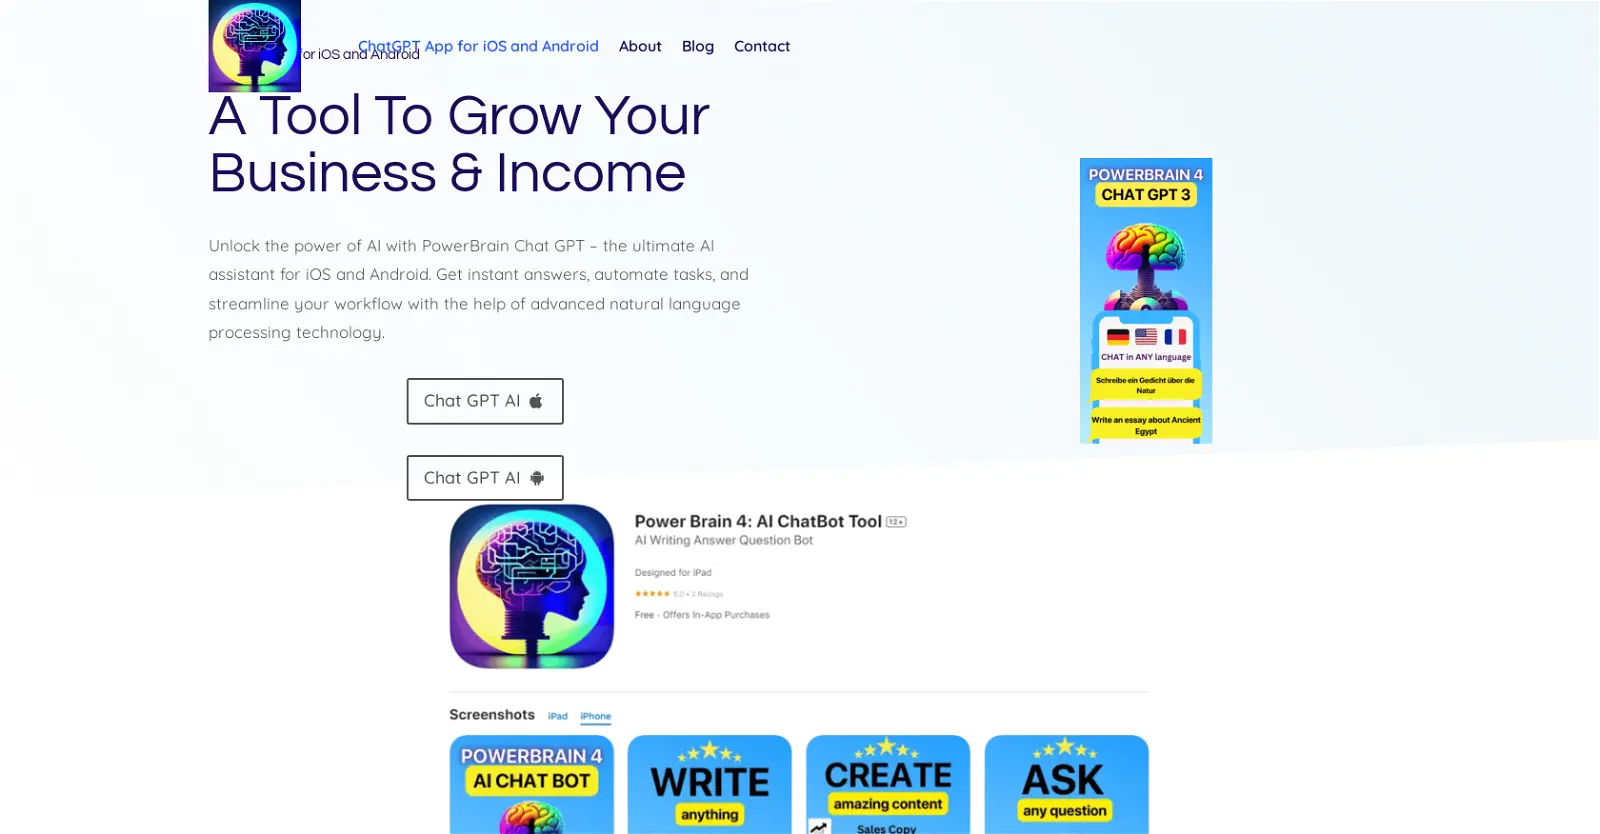 ChatGPT App for iOS and Android About Blog Contact
for iOS and Android
A Tool To Grow Your
Business & Income
Unlock the power of AI with PowerBrain Chat GPT – the ultimate AI
assistant for iOS and Android. Get instant answers, automate tasks, and
streamline your workflow with the help of advanced natural language
processing technology.
Chat GPT AI
Chat GPT AI
POWERBRAIN 4
CHAT GPT 3
CHAT in ANY language
Schreibe ein Gedicht über die
Natur
Write an essay about Ancient
Egypt
Power Brain 4: AI ChatBot Tool 12+
AI Writing Answer Question Bot
Designed for iPad
★★★★★ 5.0 • 2 Ratings
Free · Offers In-App Purchases
Screenshots iPad iPhone
POWERBRAIN 4
AI CHAT BOT
WRITE
anything
CREATE
amazing content
Sales Copy
ASK
any question